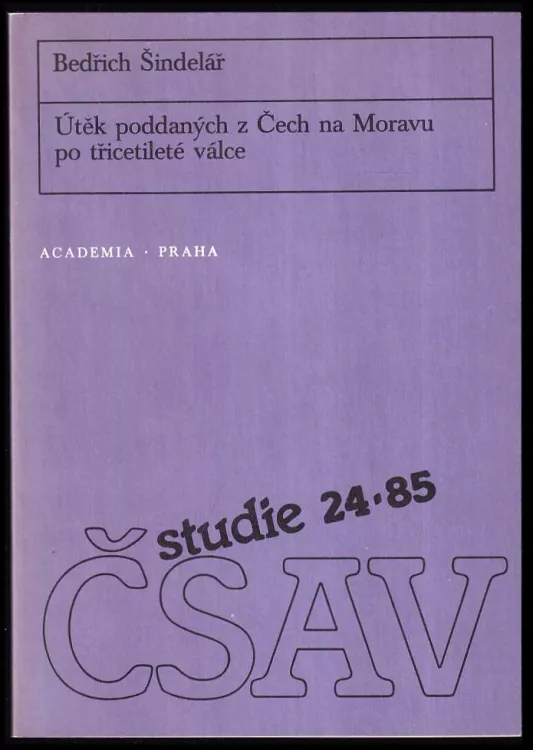 Bedřich Šindelář
Útěk poddaných z Čech na Moravu
po třicetileté válce
ACADEMIA · PRAHA
studie 24·85
ČSAV